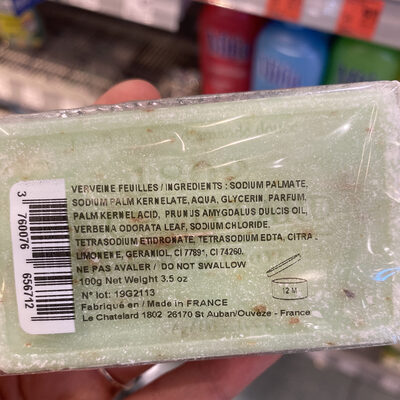 VERVEINE FEUILLES / INGREDIENTS : SODIUM PALMATE,
SODIUM PALM KERNELATE, AQUA, GLYCERIN, PARFUM,
PALM KERNEL ACID, PRUNUS AMYGDALUS DULCIS OIL,
VERBENA ODORATA LEAF, SODIUM CHLORIDE,
TETRASODIUM ETIDRONATE, TETRASODIUM EDTA, CITRAL
LIMONENE, GERANIOL, CI 77891, CI 74260.
NE PAS AVALER / DO NOT SWALLOW
100g Net Weight 3.5 oz
N° lot: 19G2113
Fabriqué en / Made in FRANCE
Le Chatelard 1802 26170 St Auban/Ouvèze - France
12 M
3 760076 656712